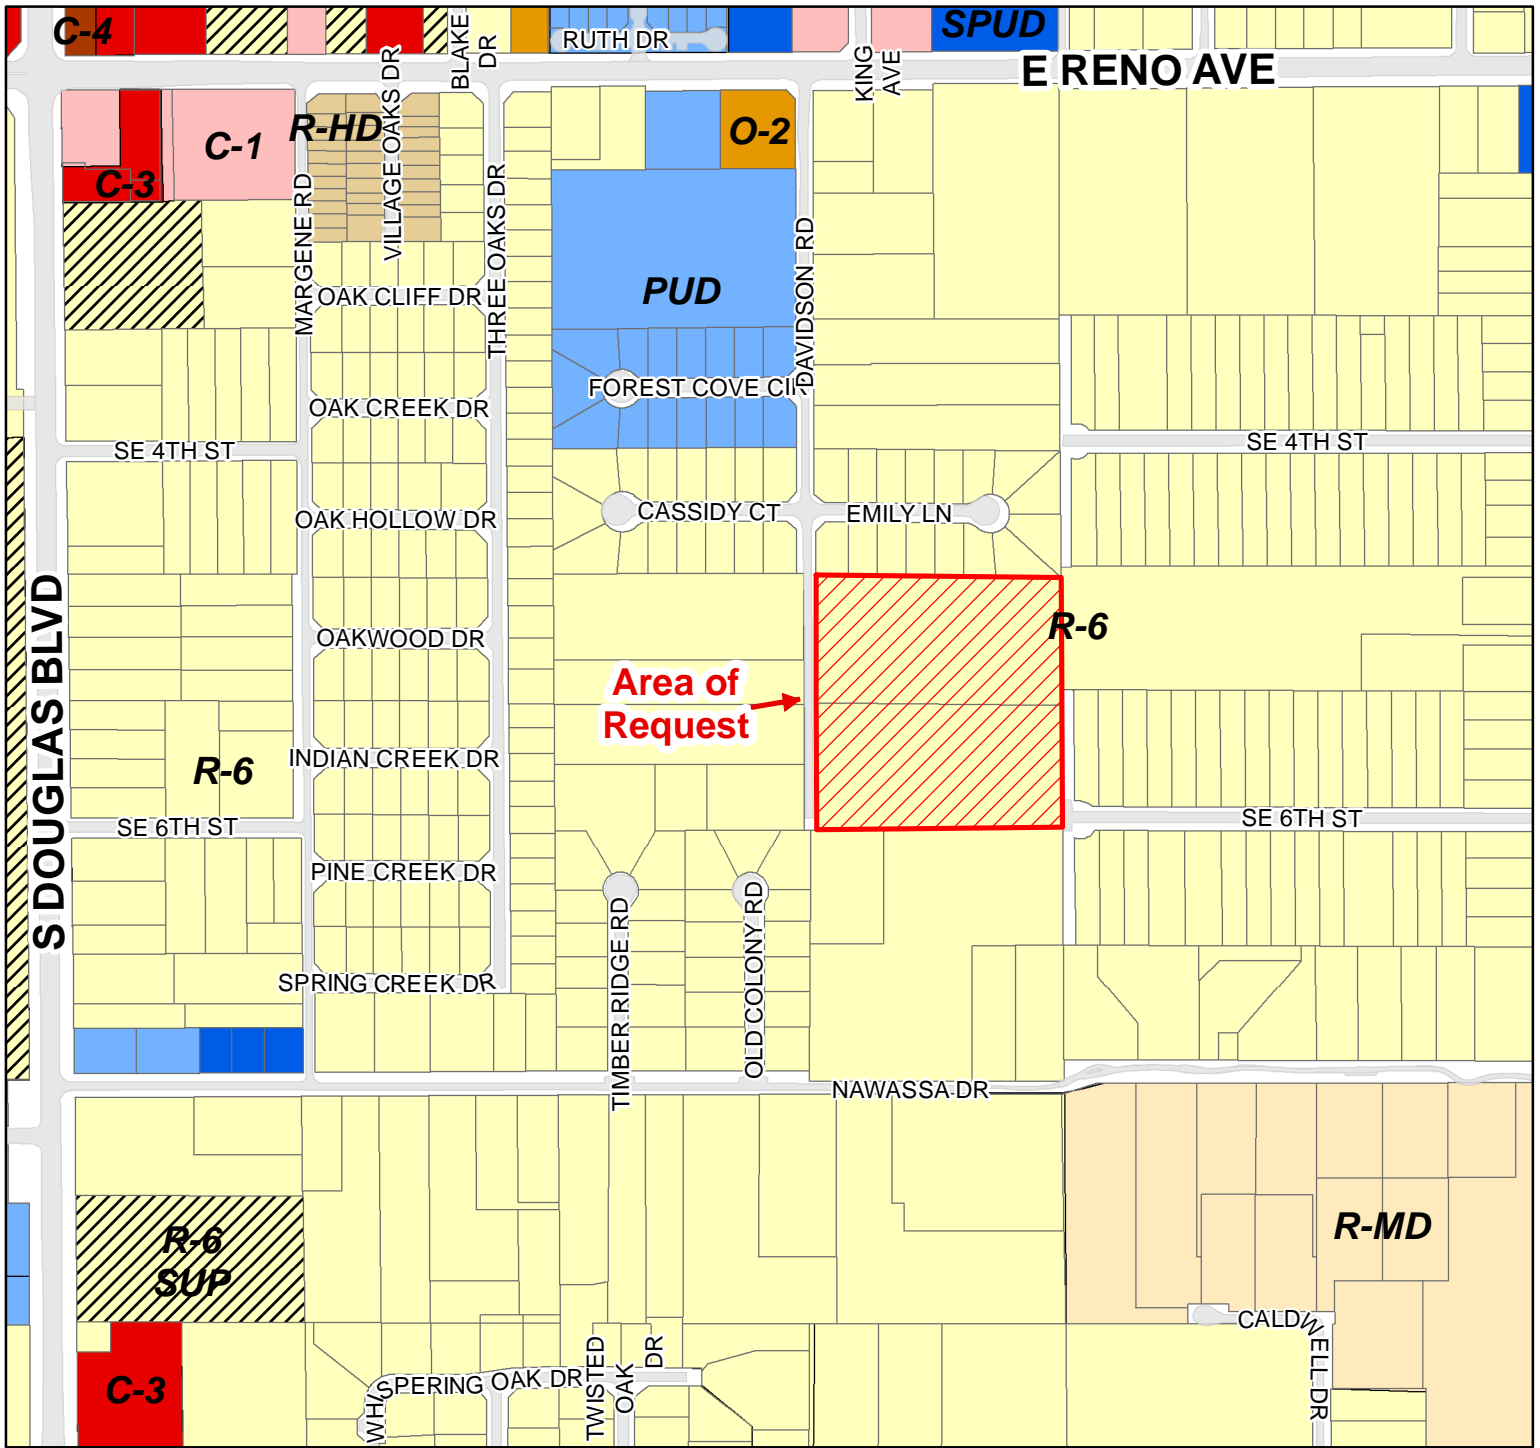 C-4
SPUD
RUTH DR
BLAKE
DR
KING
AVE
E RENO AVE
C-1
R-HD
O-2
C-3
VILLAGE OAKS DR
MARGENE RD
THREE OAKS DR
DAVIDSON RD
PUD
OAK CLIFF DR
FOREST COVE CIR
OAK CREEK DR
SE 4TH ST
SE 4TH ST
CASSIDY CT
EMILY LN
OAK HOLLOW DR
S DOUGLAS BLVD
OAKWOOD DR
R-6
Area of
Request
INDIAN CREEK DR
R-6
SE 6TH ST
SE 6TH ST
PINE CREEK DR
TIMBER RIDGE RD
OLD COLONY RD
SPRING CREEK DR
NAWASSA DR
R-6
SUP
R-MD
CALDWELL DR
C-3
WHISPERING OAK DR
TWISTED
OAK
DR